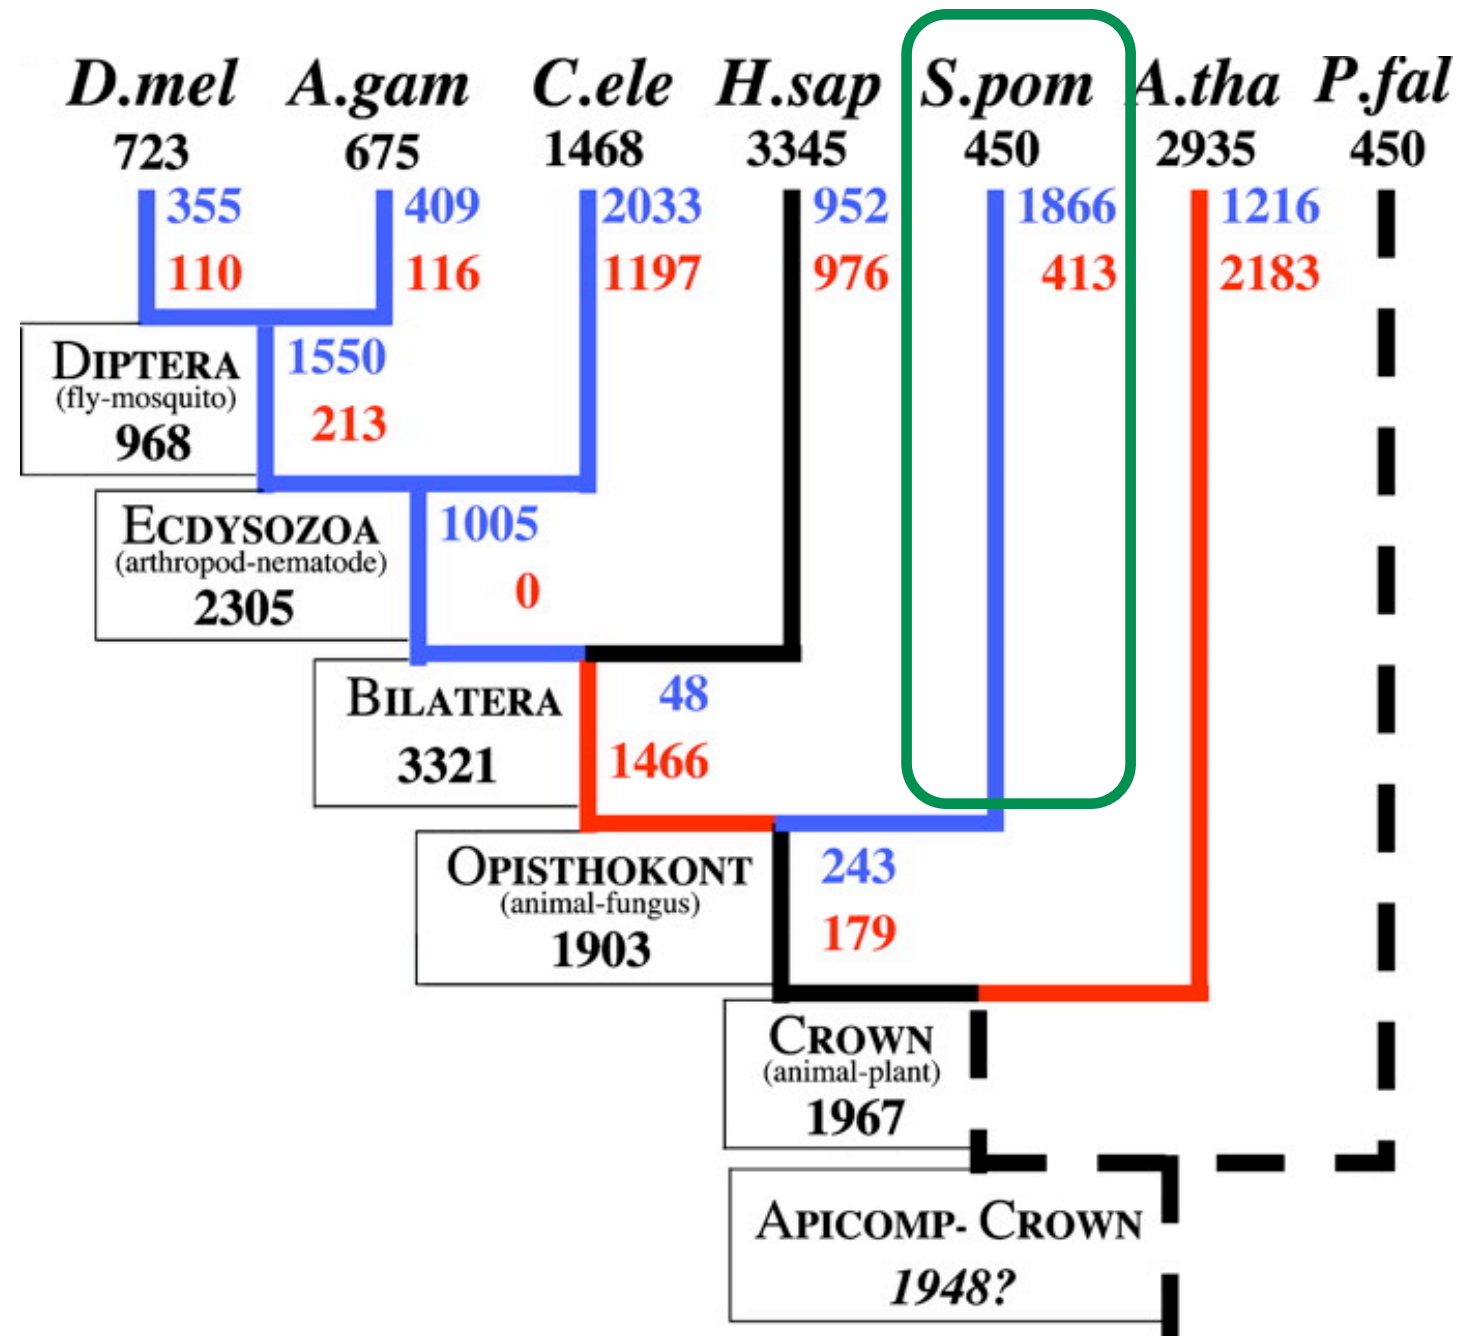 D.mel A.gam C.ele H.sap S.pom A.tha P.fal
723 675 1468 3345 450 2935 450
355 409 2033 952 1866 1216
110 116 1197 976 413 2183
DIPTERA
(fly-mosquito)
968
1550
213
ECDYSOZOA
(arthropod-nematode)
2305
1005
0
BILATERA
3321
48
1466
OPISTHOKONT
(animal-fungus)
1903
243
179
CROWN
(animal-plant)
1967
APICOMP- CROWN
1948?